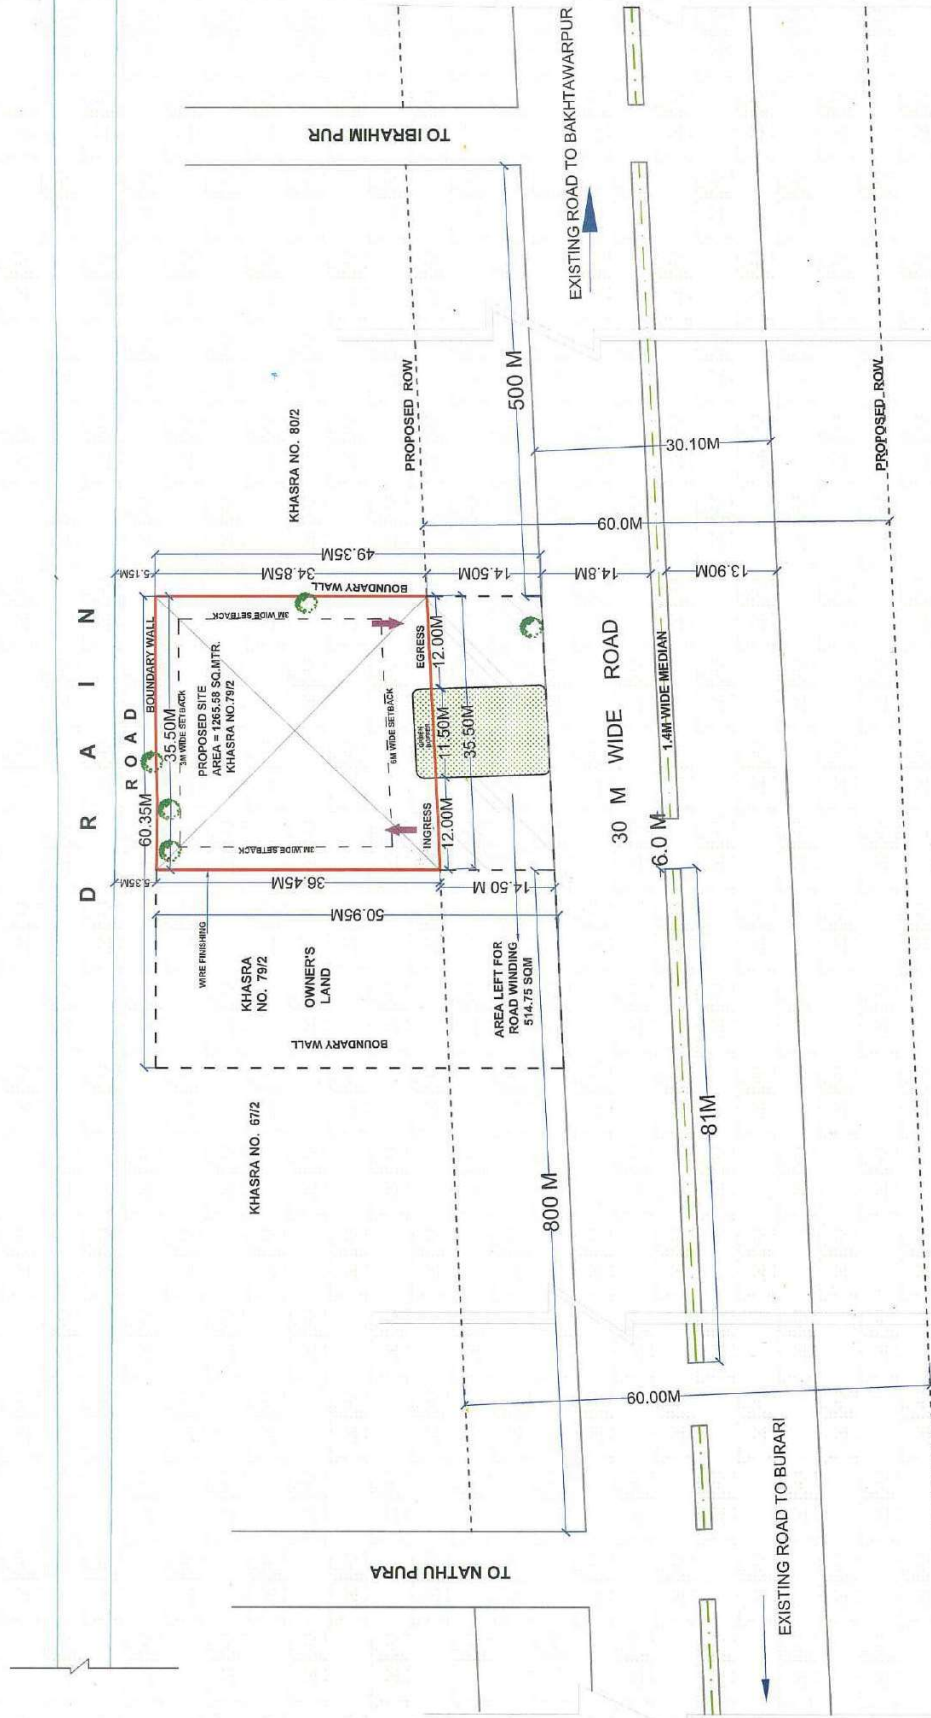 D R A I N
ROAD
TO IBRAHIM PUR
EXISTING ROAD TO BAKHTAWARPUR
500 M
KHASRA NO. 80/2
PROPOSED ROW
30.10M
60.0M
PROPOSED ROW
49.35M
5.15M
34.85M
14.50M
14.8M
13.90M
BOUNDARY WALL
BOUNDARY WALL
60.35M
35.50M
3M WIDE SETBACK
3M WIDE SETBACK
PROPOSED SITE
AREA = 1265.58 SQ.MTR.
KHASRA NO.79/2
6M WIDE SETBACK
3M WIDE SETBACK
EGRESS
12.00M
GREEN
BUFFER
11.50M
35.50M
INGRESS
12.00M
30 M WIDE ROAD
1.4M WIDE MEDIAN
6.0 M
5.35M
36.45M
14.50 M
50.95M
WIRE FINISHING
KHASRA
NO. 79/2
OWNER'S
LAND
BOUNDARY WALL
AREA LEFT FOR
ROAD WINDING
514.75 SQM
KHASRA NO. 67/2
800 M
81M
60.00M
TO NATHU PURA
EXISTING ROAD TO BURARI